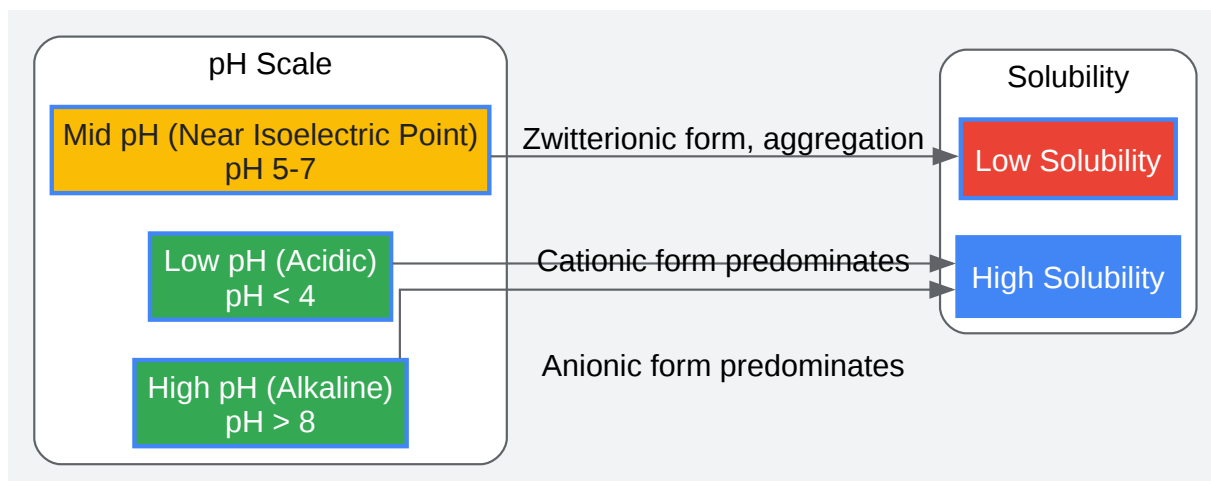 pH Scale
Mid pH (Near Isoelectric Point)
pH 5-7
Low pH (Acidic)
pH < 4
High pH (Alkaline)
pH > 8
Zwitterionic form, aggregation
Cationic form predominates
Anionic form predominates
Solubility
Low Solubility
High Solubility